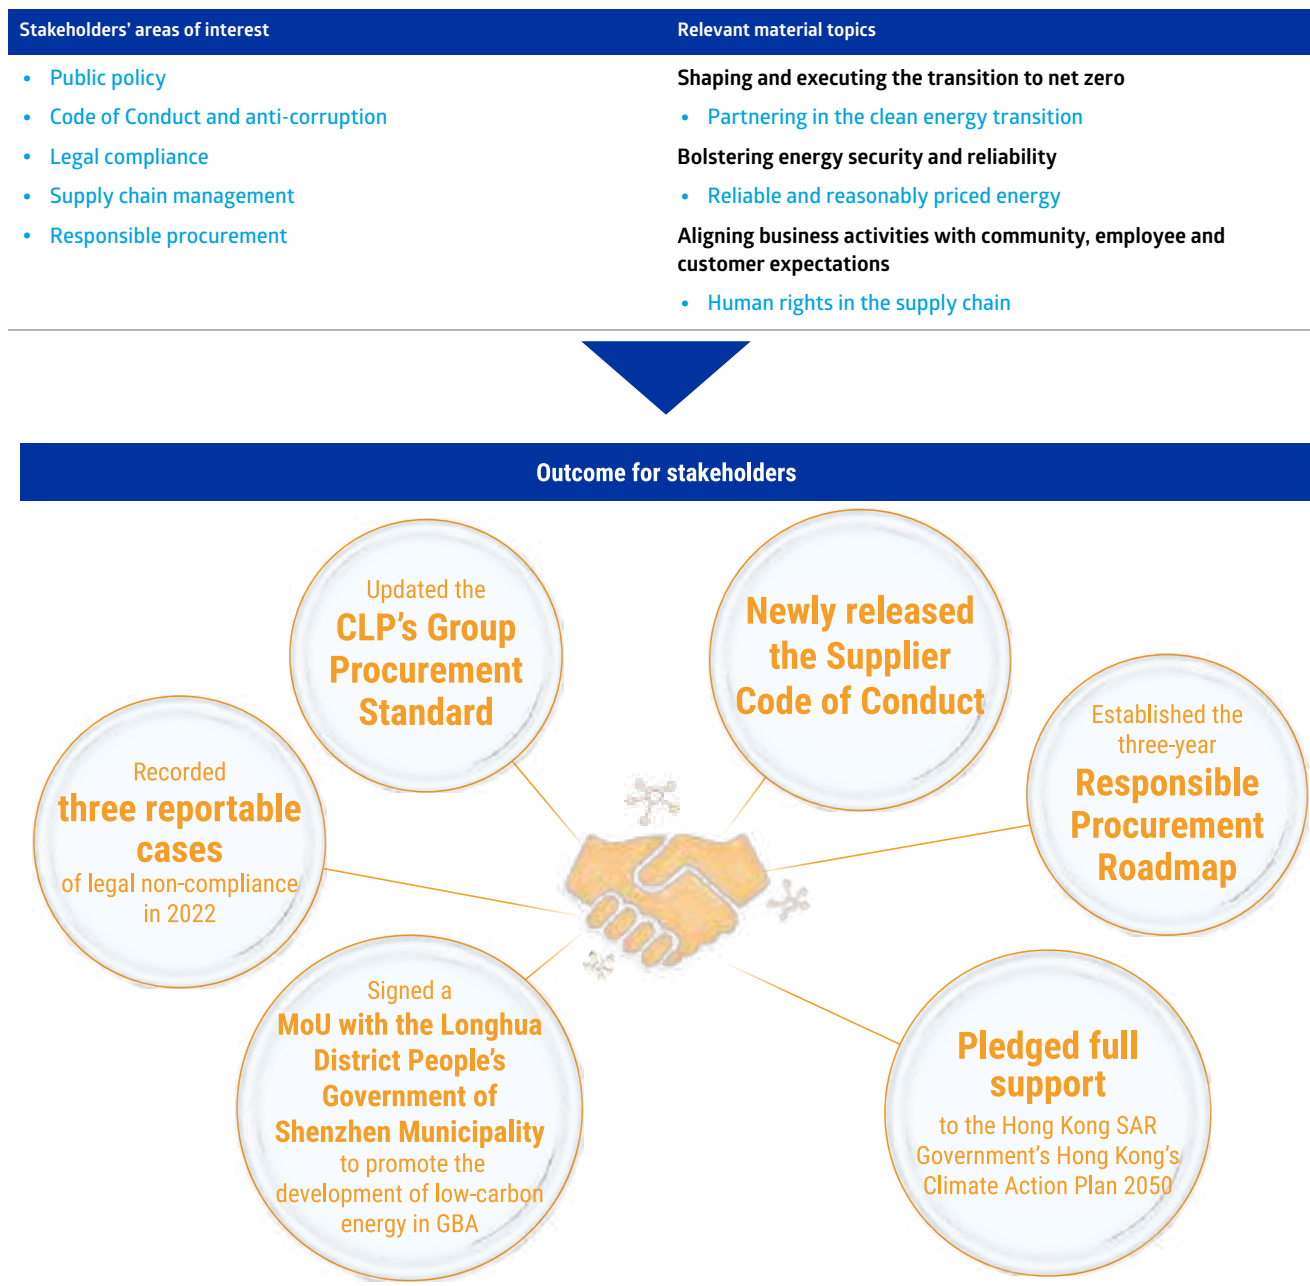 Stakeholders' areas of interest
Relevant material topics
• Public policy
• Code of Conduct and anti-corruption
• Legal compliance
• Supply chain management
• Responsible procurement
Shaping and executing the transition to net zero
• Partnering in the clean energy transition
Bolstering energy security and reliability
• Reliable and reasonably priced energy
Aligning business activities with community, employee and
customer expectations
• Human rights in the supply chain
Outcome for stakeholders
Updated the
CLP's Group
Procurement
Standard
Newly released
the Supplier
Code of Conduct
Recorded
three reportable
cases
of legal non-compliance
in 2022
Established the
three-year
Responsible
Procurement
Roadmap
Signed a
MoU with the Longhua
District People's
Government of
Shenzhen Municipality
to promote the
development of low-carbon
energy in GBA
Pledged full
support
to the Hong Kong SAR
Government's Hong Kong's
Climate Action Plan 2050